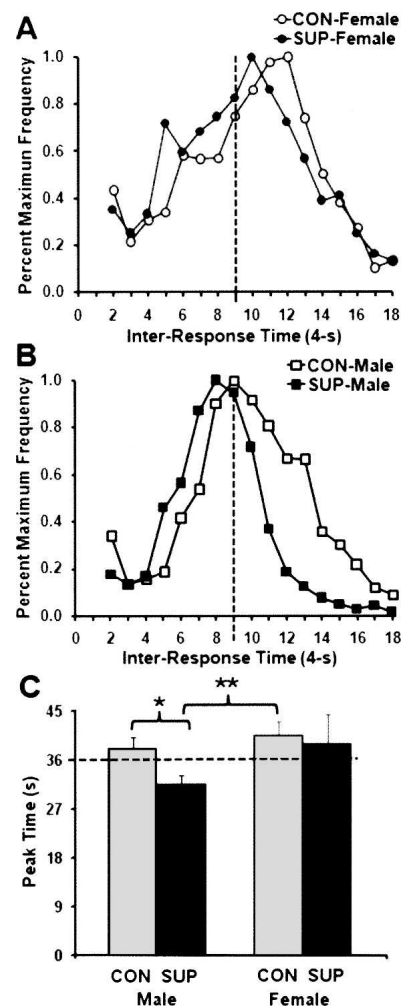 A
CON-Female
SUP-Female
Percent Maximun Frequency
1.0
0.8
0.6
0.4
0.2
0.0
0 2 4 6 8 10 12 14 16 18
Inter-Response Time (4-s)
B
CON-Male
SUP-Male
Percent Maximum Frequency
1.0
0.8
0.6
0.4
0.2
0.0
0 2 4 6 8 10 12 14 16 18
Inter-Response Time (4-s)
C
* **
Peak Time (s)
45
36
27
18
9
0
CON SUP CON SUP
Male Female